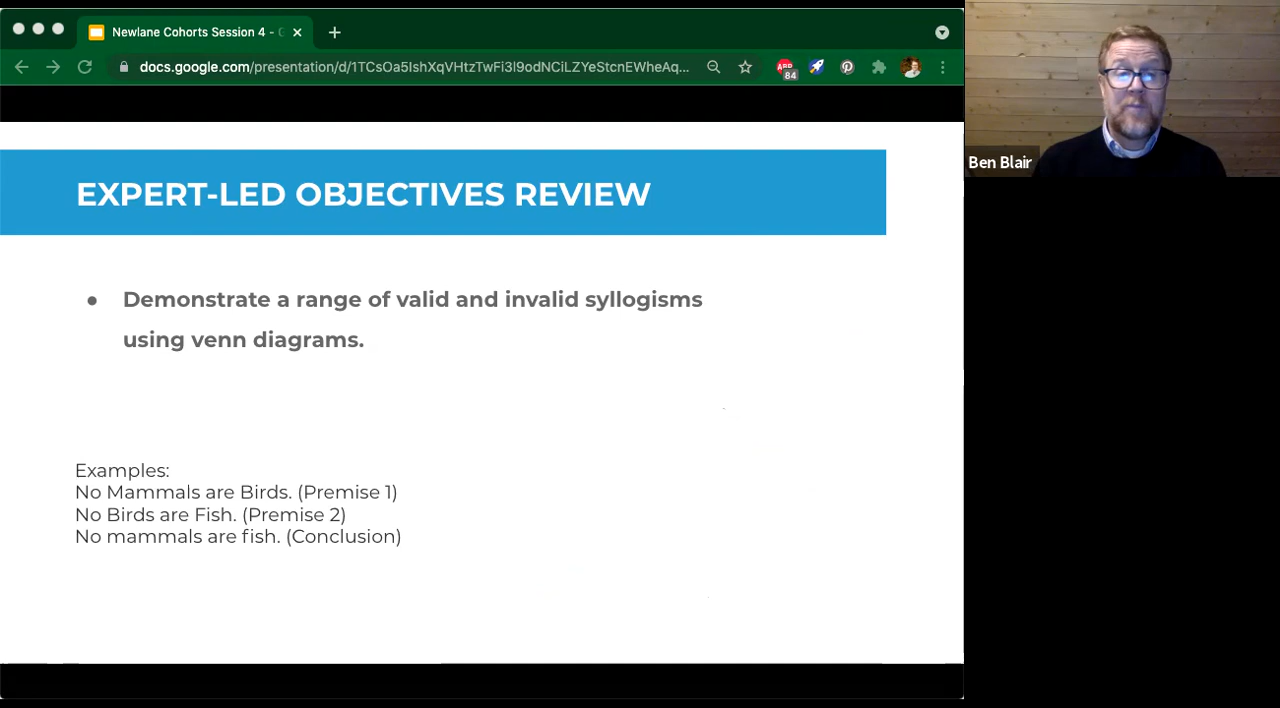 Newlane Cohorts Session 4 -
docs.google.com/presentation/d/1TCsOa5IshXqVHtzTwFi3l9odNCiLZYeStcnEWheAq...
84
EXPERT-LED OBJECTIVES REVIEW
● Demonstrate a range of valid and invalid syllogisms
using venn diagrams.
Examples:
No Mammals are Birds. (Premise 1)
No Birds are Fish. (Premise 2)
No mammals are fish. (Conclusion)
Ben Blair